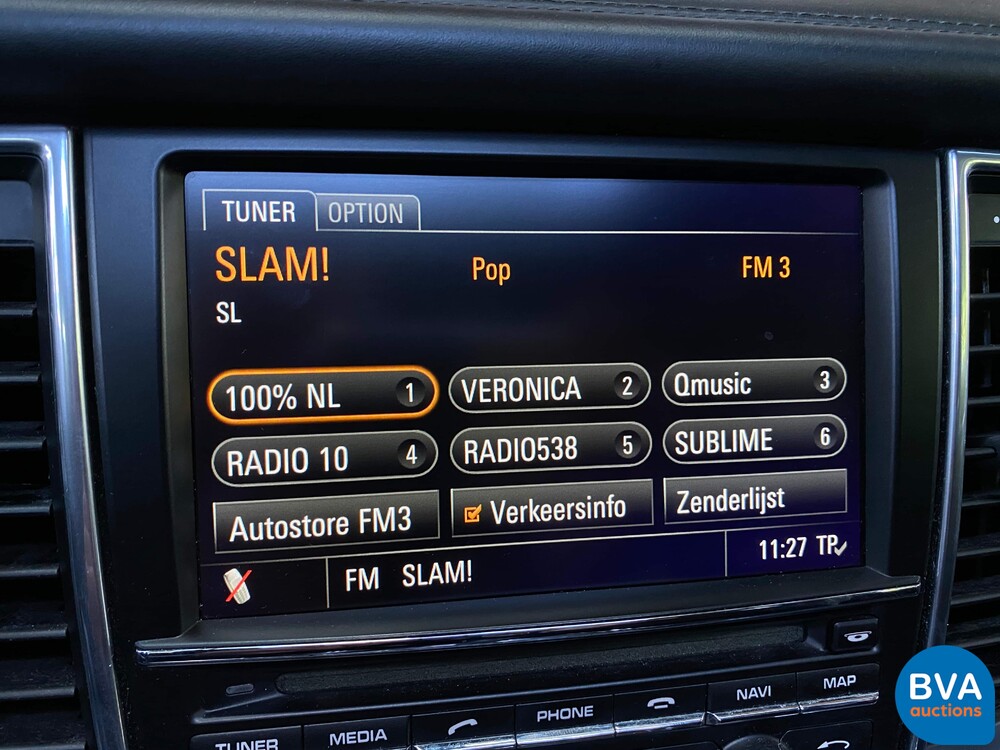 TUNER OPTION
SLAM! Pop FM 3
SL
100% NL 1 VERONICA 2 Qmusic 3
RADIO 10 4 RADIO538 5 SUBLIME 6
Autostore FM3 Verkeersinfo Zenderlijst
FM SLAM! 11:27 TP
TUNER MEDIA PHONE NAVI MAP
BVA
auctions